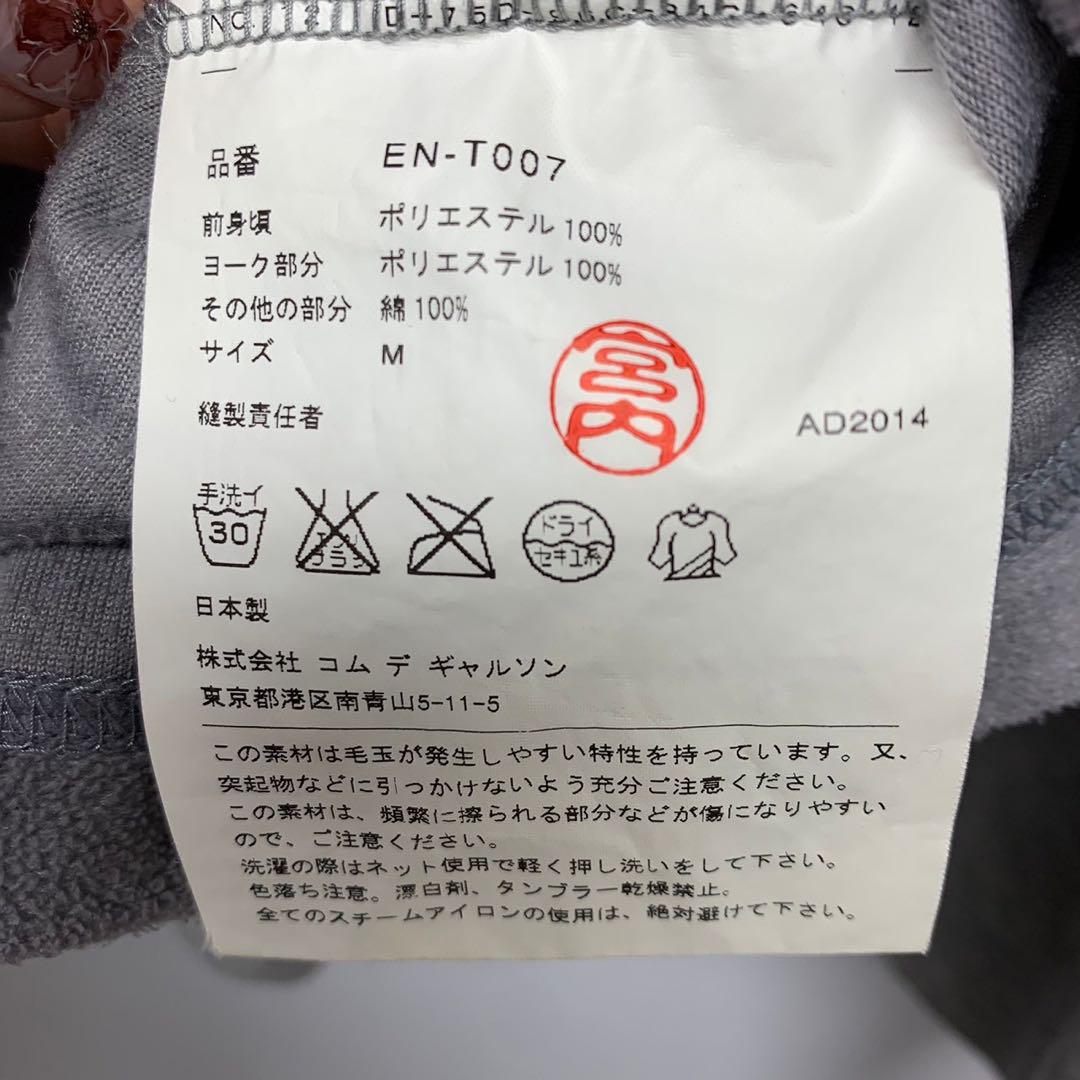 品番 EN-T007
前身頃 ポリエステル 100%
ヨーク部分 ポリエステル 100%
その他の部分 綿 100%
サイズ M
宮内
縫製責任者 AD2014
手洗イ
30
ドライ
セキユ系
日本製
株式会社 コム デ ギャルソン
東京都港区南青山5-11-5
この素材は毛玉が発生しやすい特性を持っています。又、
突起物などに引っかけないよう充分ご注意ください。
この素材は、頻繁に擦られる部分などが傷になりやすい
ので、ご注意ください。
洗濯の際はネット使用で軽く押し洗いをして下さい。
色落ち注意。漂白剤、タンブラー乾燥禁止。
全てのスチームアイロンの使用は、絶対避けて下さい。